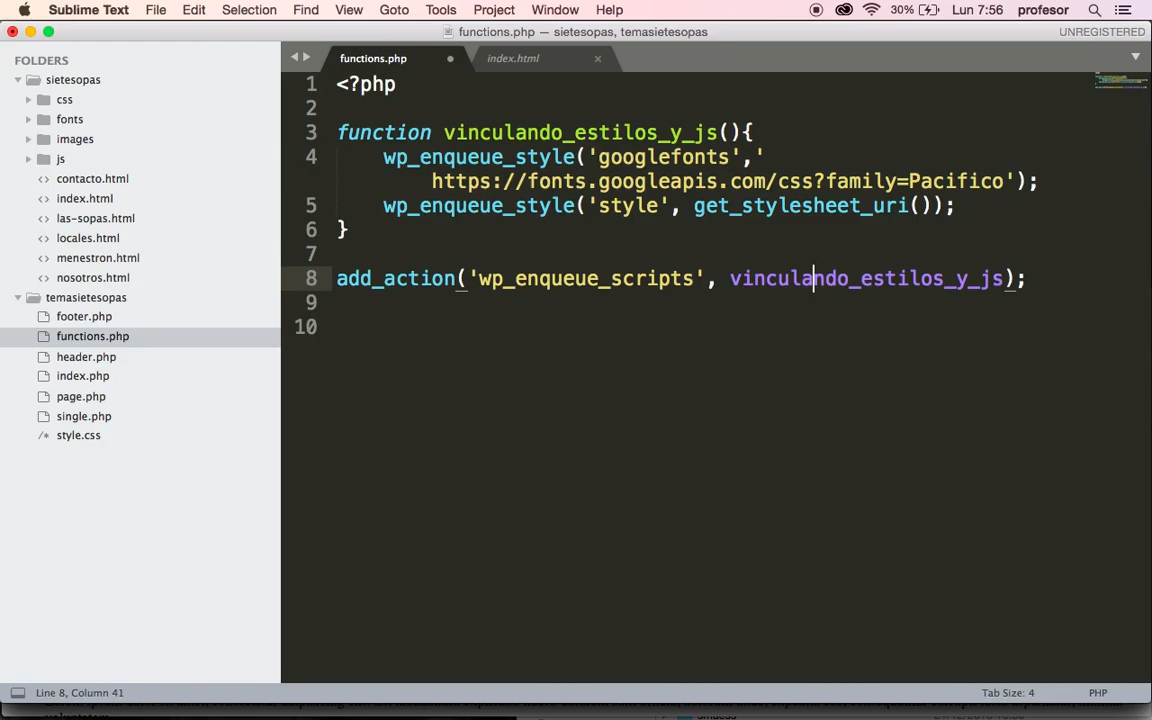 Sublime Text File Edit Selection Find View Goto Tools Project Window Help 30% Lun 7:56 profesor
functions.php — sietesopas, temasietesopas UNREGISTERED
FOLDERS
sietesopas
css
fonts
images
js
contacto.html
index.html
las-sopas.html
locales.html
menestron.html
nosotros.html
temasietesopas
footer.php
functions.php
header.php
index.php
page.php
single.php
/* style.css
functions.php index.html
1 <?php
2
3 function vinculando_estilos_y_js(){
4 wp_enqueue_style('googlefonts','
https://fonts.googleapis.com/css?family=Pacifico');
5 wp_enqueue_style('style', get_stylesheet_uri());
6 }
7
8 add_action('wp_enqueue_scripts', vinculando_estilos_y_js);
9
10
Line 8, Column 41 Tab Size: 4 PHP